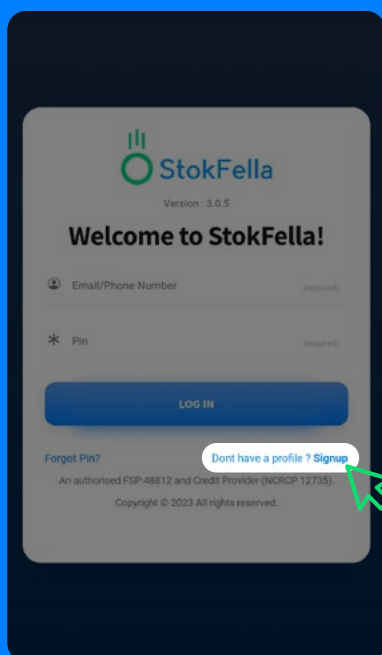 StokFella
Version : 3.0.5
Welcome to StokFella!
Email/Phone Number (required)
Pin (required)
LOG IN
Forgot Pin? Dont have a profile ? Signup
An authorised FSP:48812 and Credit Provider (NCRCP 12735).
Copyright © 2023 All rights reserved.